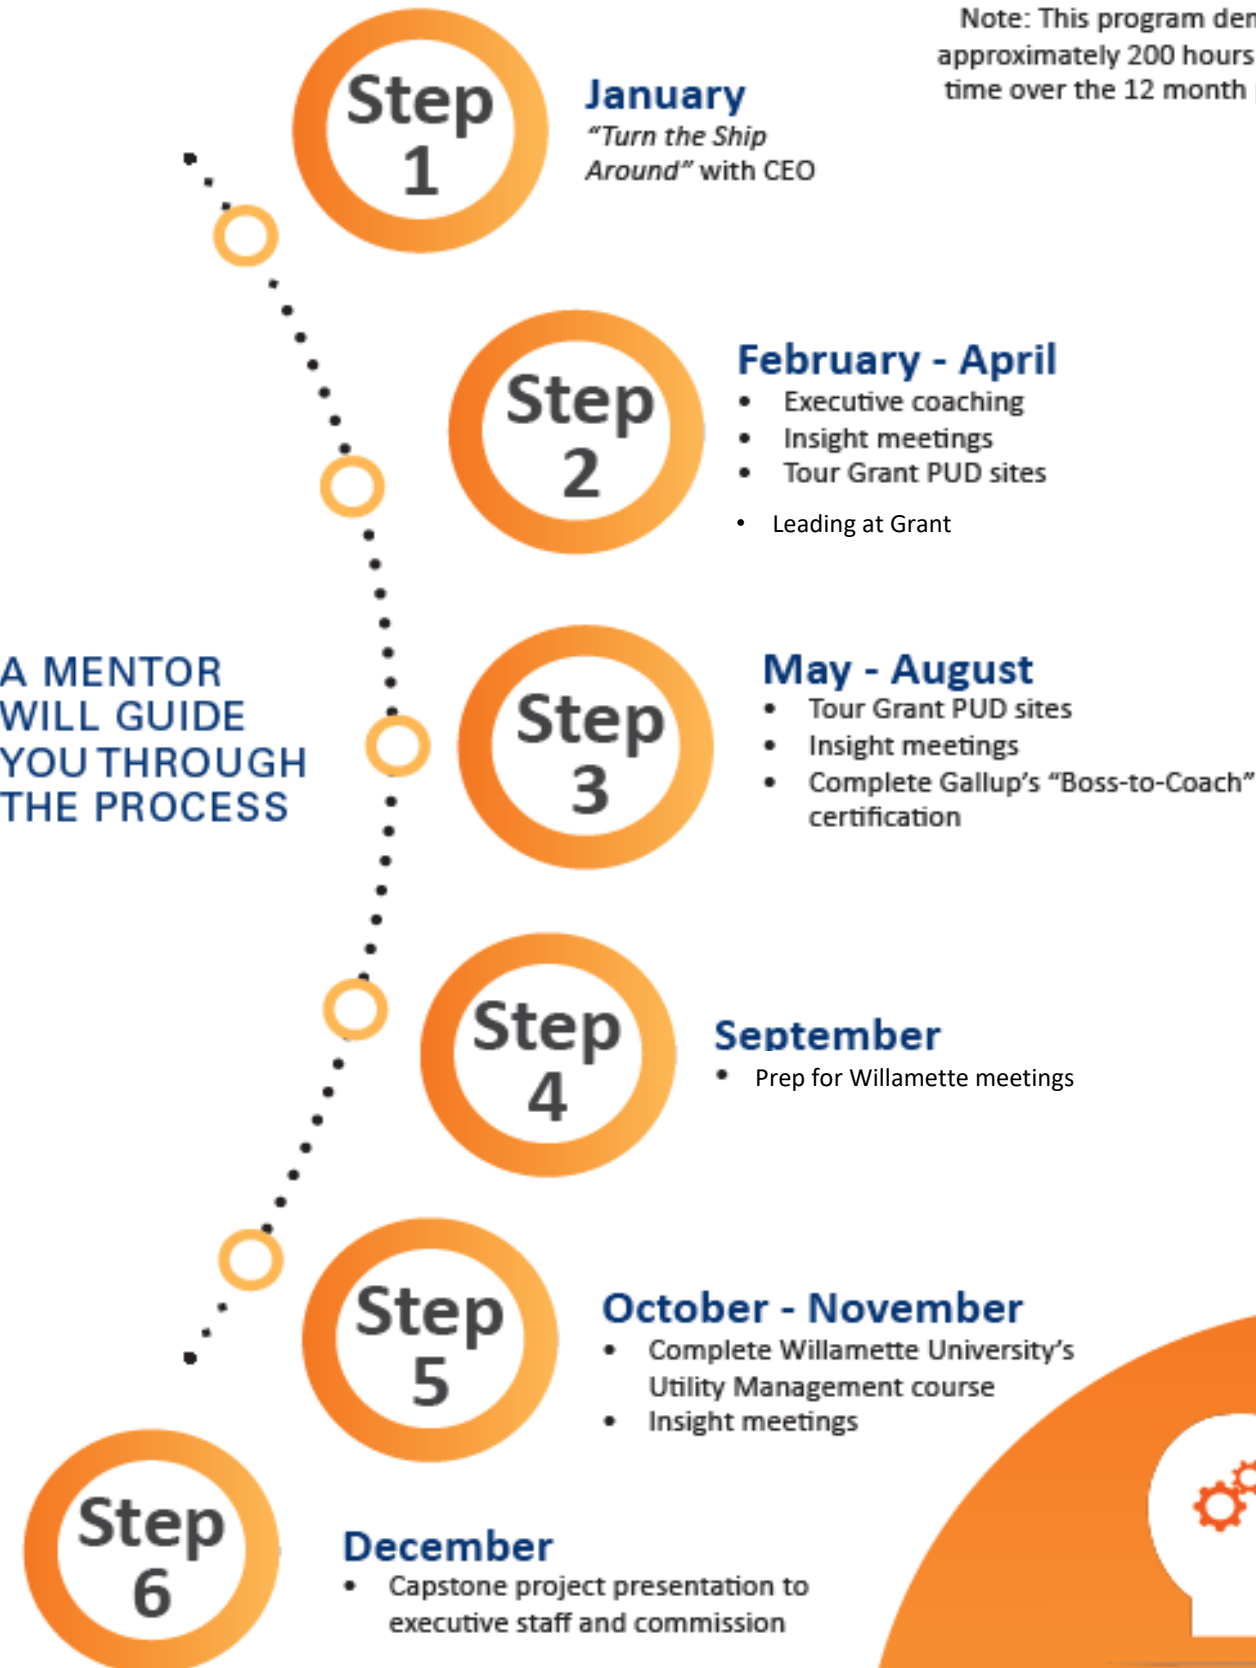 Note: This program
approximately 200 hours
time over the 12 month
Step
1
January
“Turn the Ship
Around” with CEO
Step
2
February - April
• Executive coaching
• Insight meetings
• Tour Grant PUD sites
• Leading at Grant
A MENTOR
WILL GUIDE
YOU THROUGH
THE PROCESS
Step
3
May - August
• Tour Grant PUD sites
• Insight meetings
• Complete Gallup’s “Boss-to-Coach”
certification
Step
4
September
• Prep for Willamette meetings
Step
5
October - November
• Complete Willamette University’s
Utility Management course
• Insight meetings
Step
6
December
• Capstone project presentation to
executive staff and commission